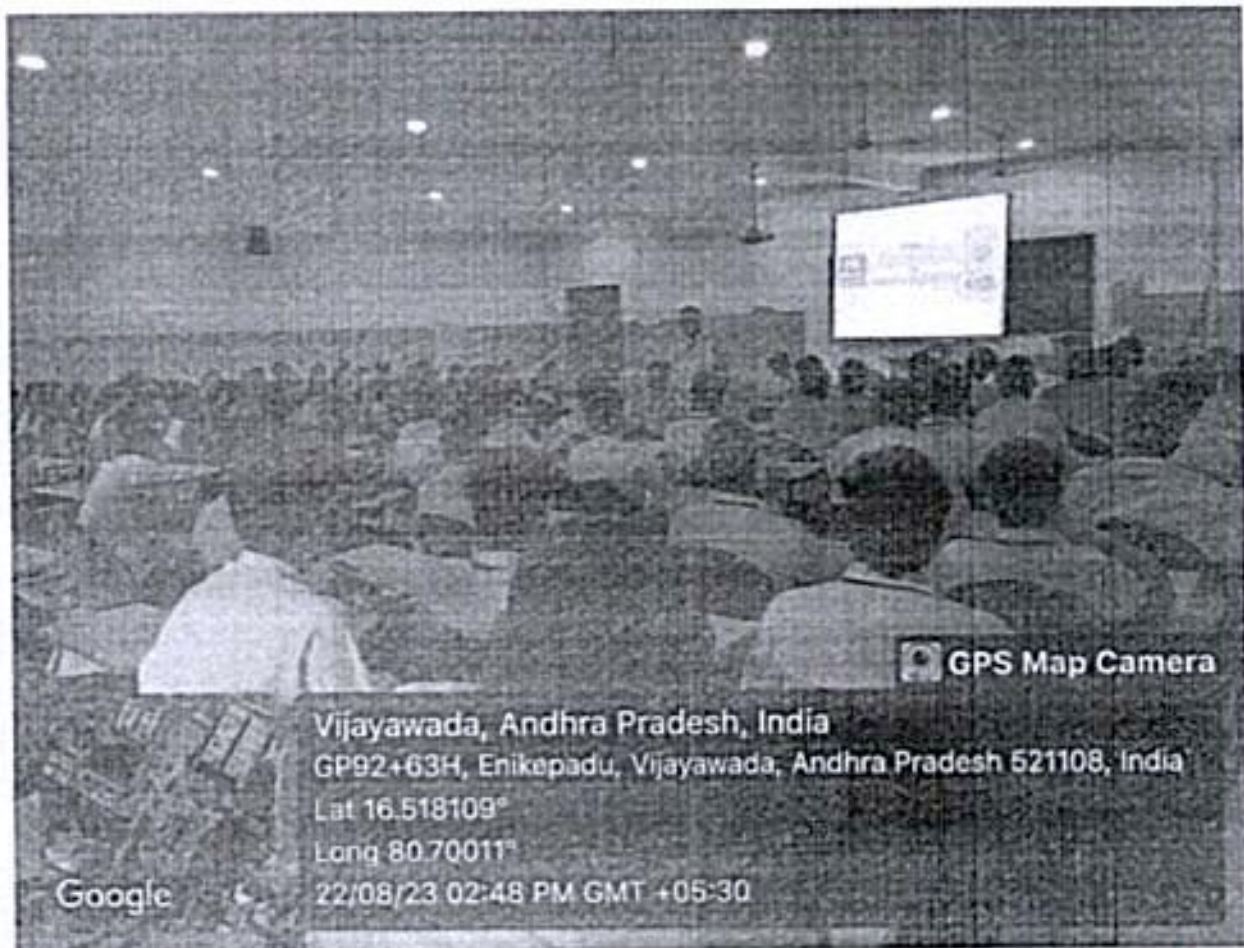 GPS Map Camera
Vijayawada, Andhra Pradesh, India
GP92+63H, Enikepadu, Vijayawada, Andhra Pradesh 521108, India
Lat 16.518109°
Long 80.70011°
22/08/23 02:48 PM GMT +05:30
Google